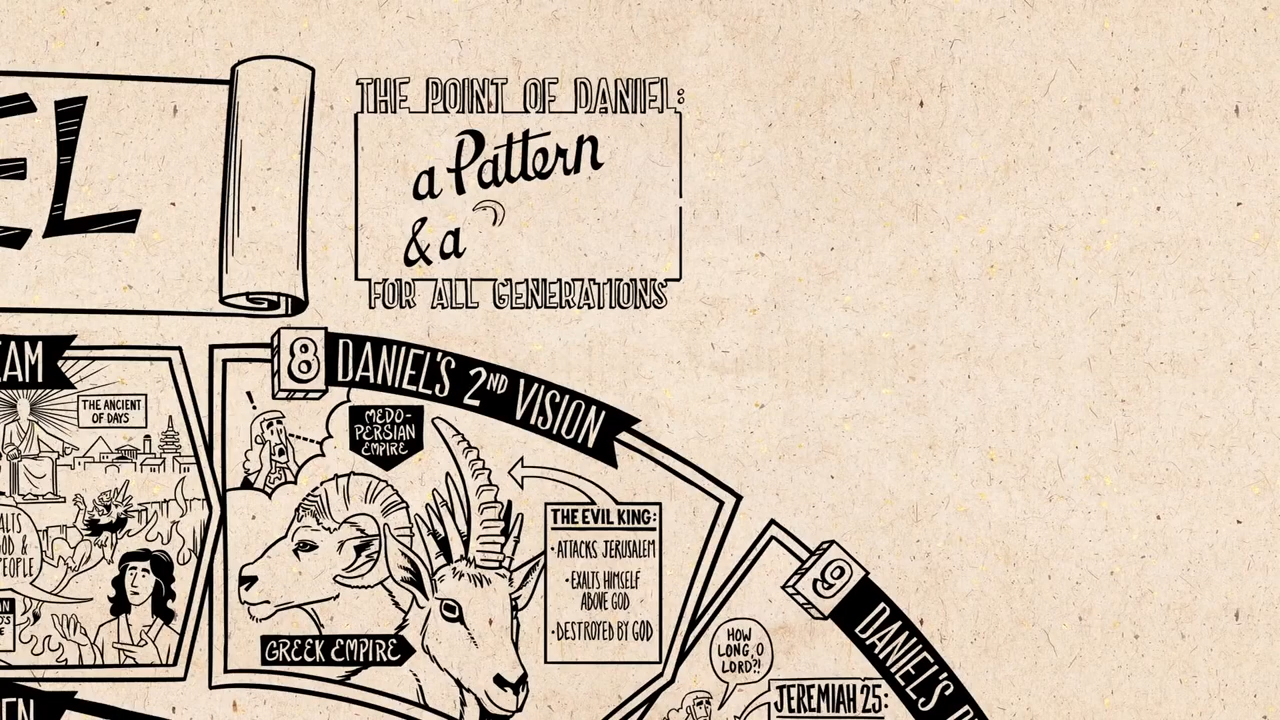 EL
THE POINT OF DANIEL:
a Pattern
& a
FOR ALL GENERATIONS
EAM
THE ANCIENT
OF DAYS
8 DANIEL'S 2ND VISION
!
MEDO-
PERSIAN
EMPIRE
THE EVIL KING:
• ATTACKS JERUSALEM
• EXALTS HIMSELF
ABOVE GOD
• DESTROYED BY GOD
GREEK EMPIRE
9 DANIEL'S
HOW
LONG, O
LORD?!
JEREMIAH 25: